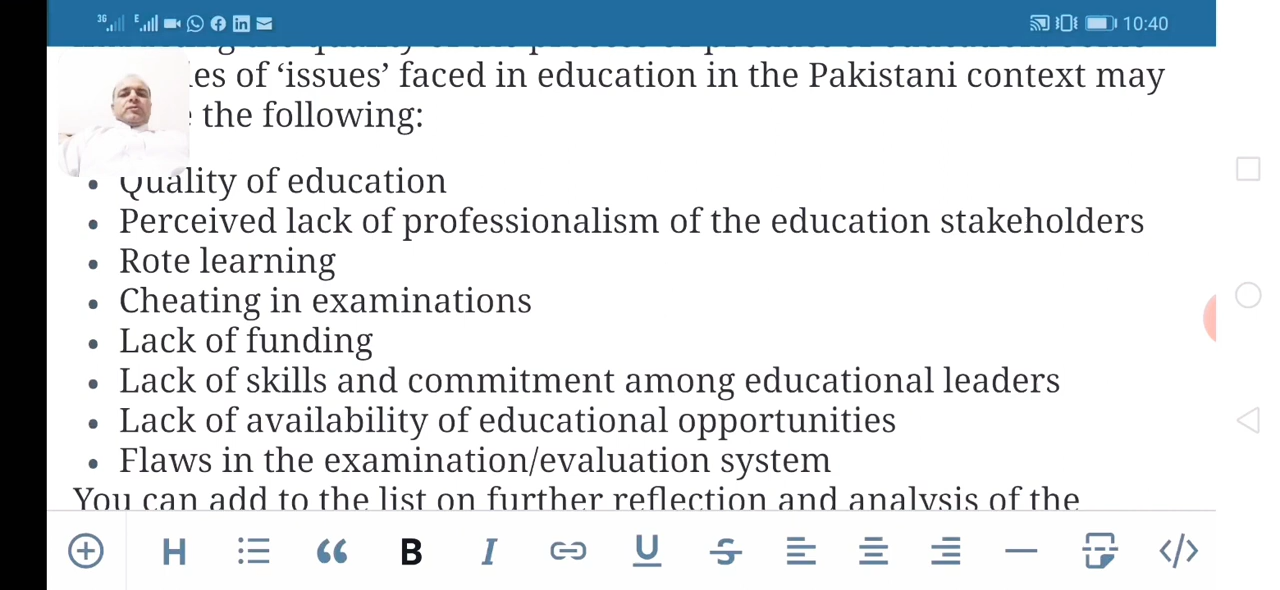 3G E 10:40
les of ‘issues’ faced in education in the Pakistani context may
the following:
• Quality of education
• Perceived lack of professionalism of the education stakeholders
• Rote learning
• Cheating in examinations
• Lack of funding
• Lack of skills and commitment among educational leaders
• Lack of availability of educational opportunities
• Flaws in the examination/evaluation system
You can add to the list on further reflection and analysis of the
H B I U S